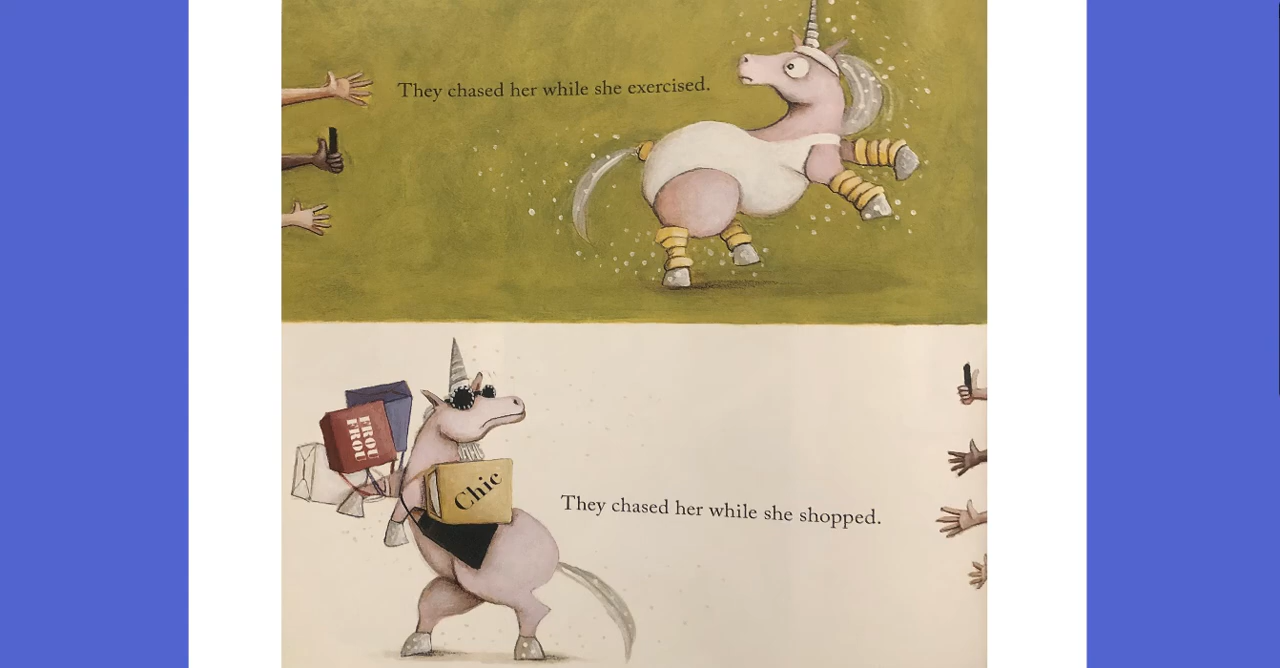 They chased her while she exercised.
FROU
FROU
Chic
They chased her while she shopped.